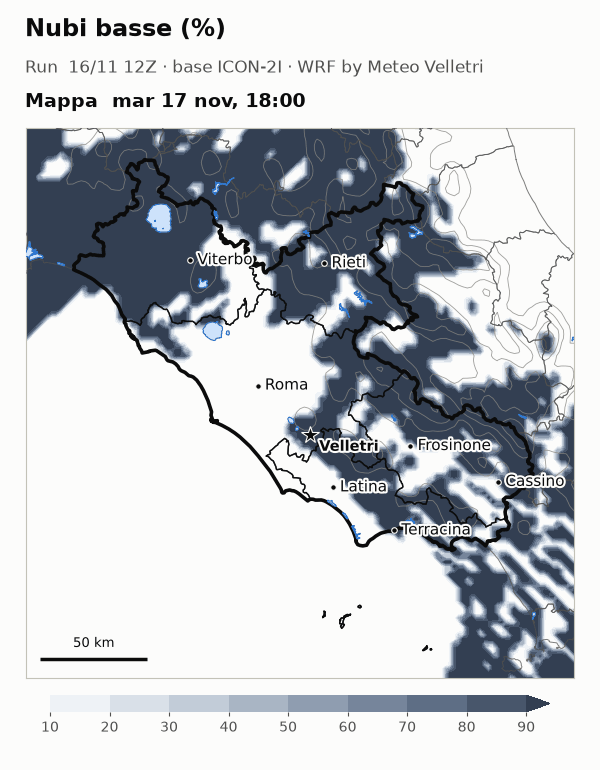 Nubi basse (%)
Run  16/11 12Z · base ICON-2I · WRF by Meteo Velletri
Mappa  mar 17 nov, 18:00
Viterbo
Rieti
Roma
Velletri
Frosinone
Cassino
Latina
Terracina
50 km
10 20 30 40 50 60 70 80 90